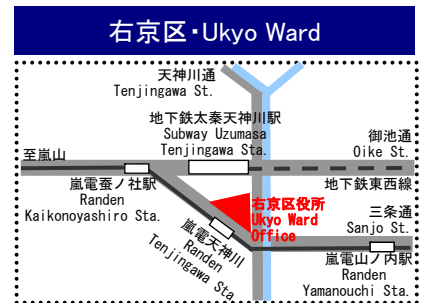 右京区・Ukyo Ward
天神川通
Tenjingawa St.
地下鉄太秦天神川駅
Subway Uzumasa
Tenjingawa Sta.
御池通
Oike St.
至嵐山
地下鉄東西線
嵐電蚕ノ社駅
Randen
Kaikonoyashiro Sta.
右京区役所
Ukyo Ward
Office
三条通
Sanjo St.
嵐電天神川
Randen
Tenjingawa Sta.
嵐電山ノ内駅
Randen
Yamanouchi Sta.